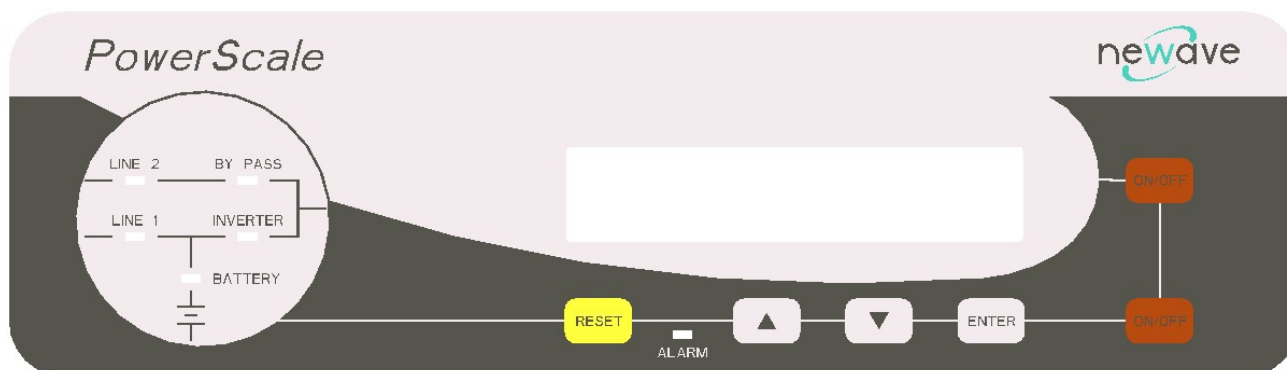 PowerScale
newave
LINE 2 BY PASS
ON/OFF
LINE 1 INVERTER
BATTERY
RESET
ENTER
ON/OFF
ALARM